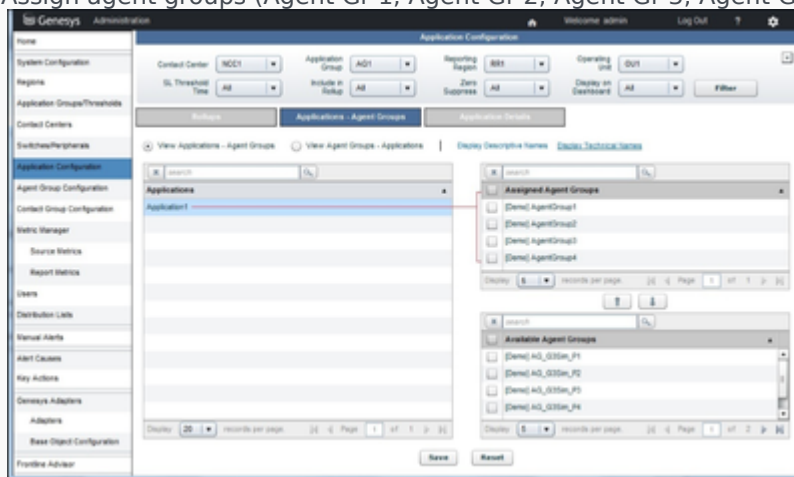 Assign agent groups (Agent GP1, Agent GP2, Agent GP3, Agent G
Genesys Administration Welcome admin Log Out ?
Home
System Configuration
Regions
Application Groups/Thresholds
Contact Centers
Switches/Peripherals
Application Configuration
Agent Group Configuration
Contact Group Configuration
Metric Manager
Source Metrics
Report Metrics
Users
Distribution Lists
Manual Alerts
Alert Causes
Key Actions
Genesys Adapters
Adapters
Base Object Configuration
Frontline Advisor
Application Configuration
Contact Center NCC1 Application Group AG1 Reporting Region RR1 Operating Unit OU1
SL Threshold Time All Include in Rollup All Zero Suppress All Display on Dashboard All Filter
Rollups Applications - Agent Groups Application Details
View Applications - Agent Groups View Agent Groups - Applications | Display Descriptive Names Display Technical Names
x search
Applications
Application1
Display 20 records per page. Page 1 of 1
x search
Assigned Agent Groups
[Demo] AgentGroup1
[Demo] AgentGroup2
[Demo] AgentGroup3
[Demo] AgentGroup4
Display 5 records per page. Page 1 of 1
x search
Available Agent Groups
[Demo] AG_G3Sim_P1
[Demo] AG_G3Sim_P2
[Demo] AG_G3Sim_P3
[Demo] AG_G3Sim_P4
Display 5 records per page. Page 1 of 2
Save Reset